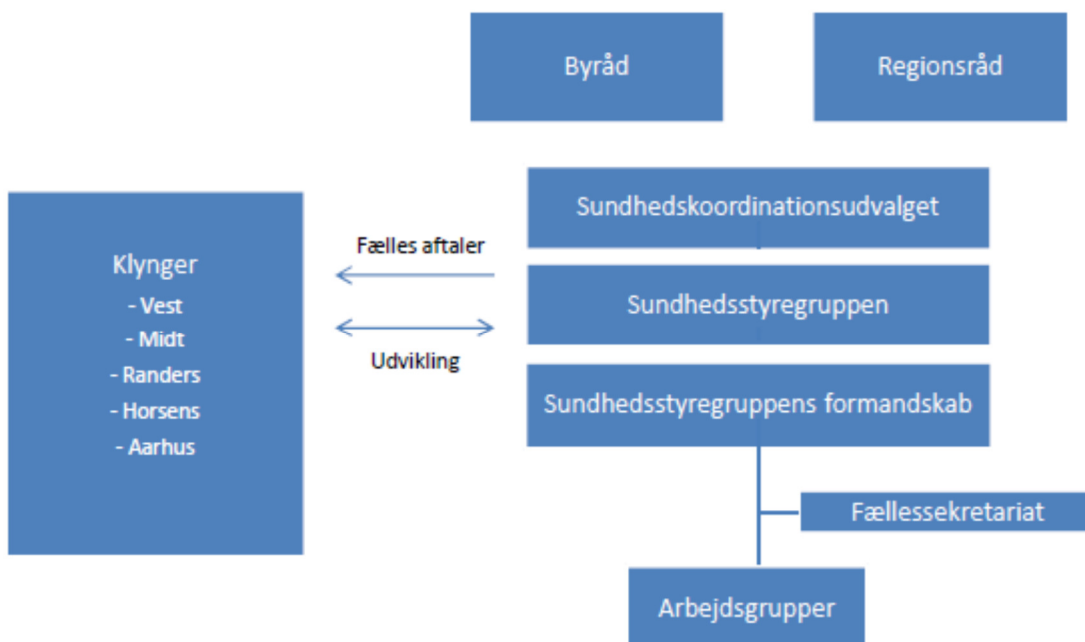 Byråd
Regionsråd
Sundhedskoordinationsudvalget
Fælles aftaler
Klynger
- Vest
- Midt
- Randers
- Horsens
- Aarhus
Sundhedsstyregruppen
Udvikling
Sundhedsstyregruppens formandskab
Fællessekretariat
Arbejdsgrupper